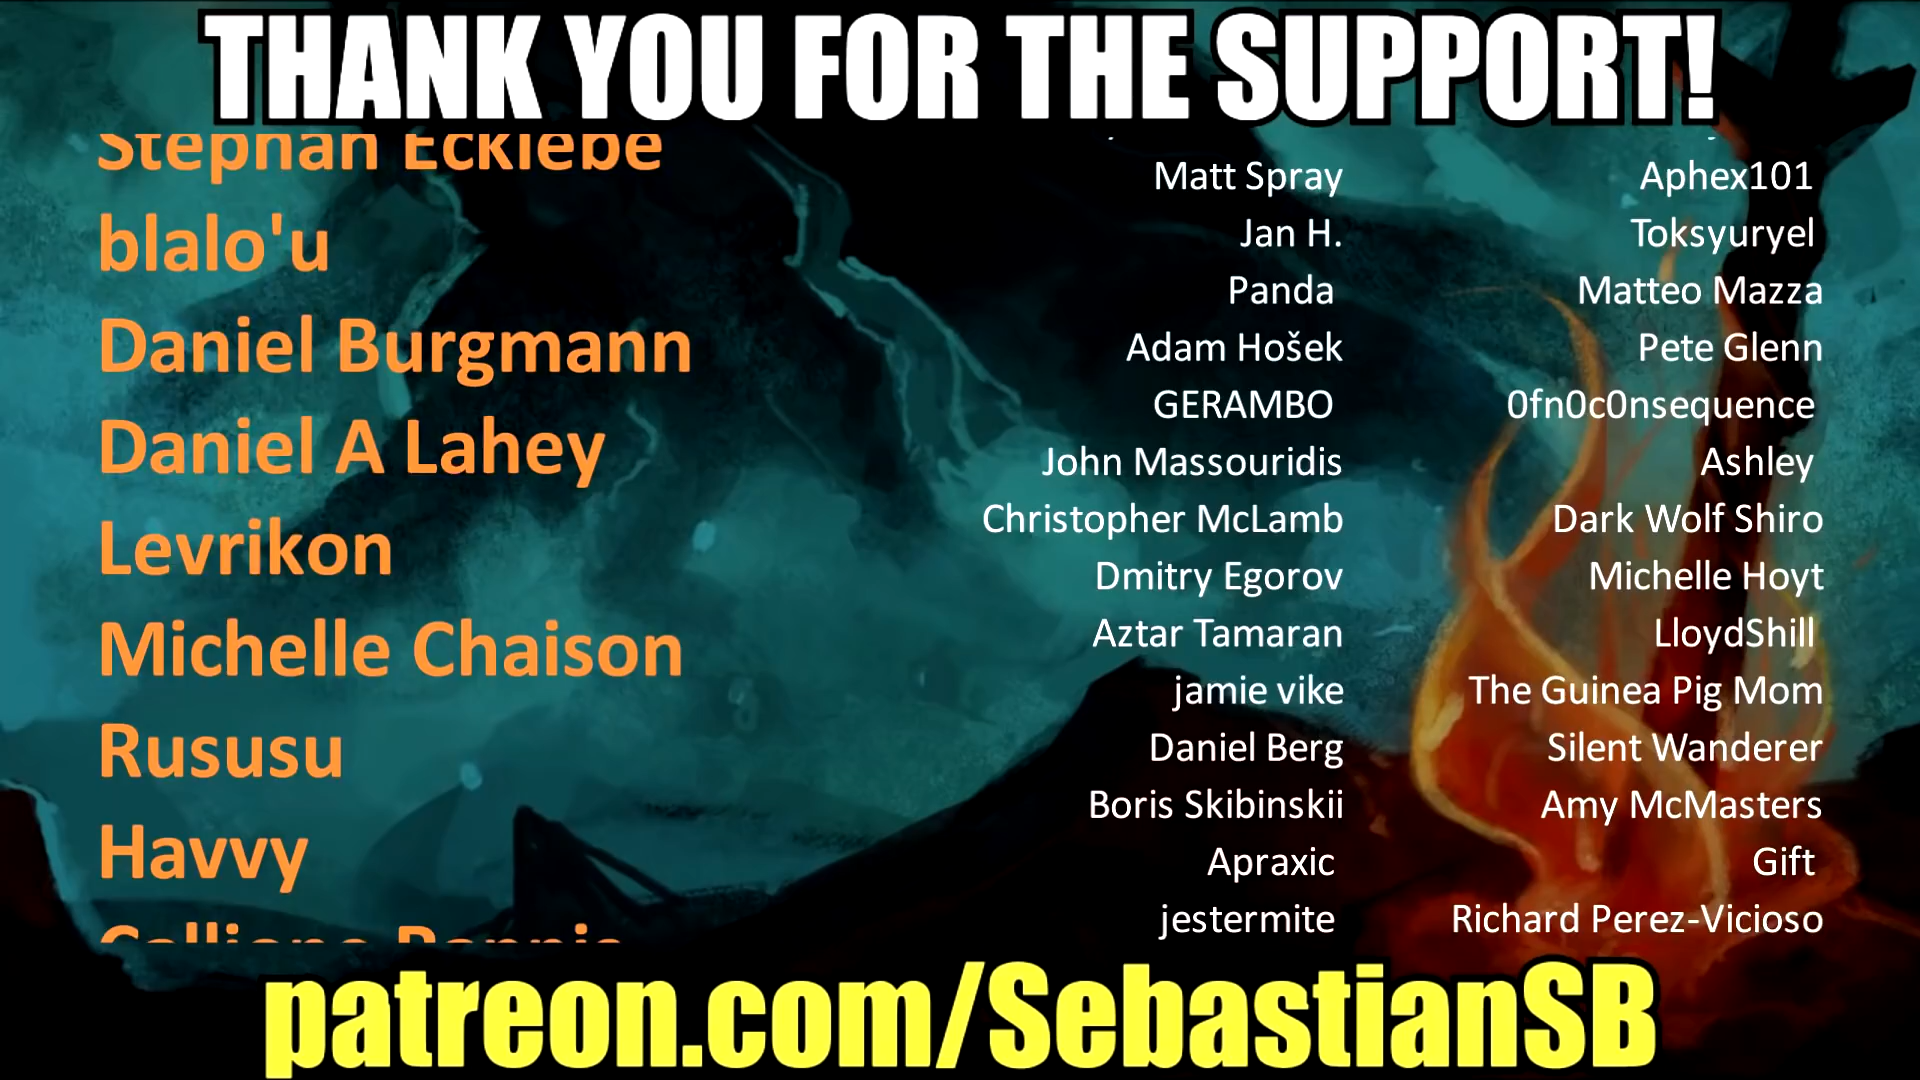 THANK YOU FOR THE SUPPORT!
Stephan Ecklebe
blalo'u
Daniel Burgmann
Daniel A Lahey
Levrikon
Michelle Chaison
Rususu
Havvy
Matt Spray
Jan H.
Panda
Adam Hošek
GERAMBO
John Massouridis
Christopher McLamb
Dmitry Egorov
Aztar Tamaran
jamie vike
Daniel Berg
Boris Skibinskii
Apraxic
jestermite
Aphex101
Toksyuryel
Matteo Mazza
Pete Glenn
0fn0c0nsequence
Ashley
Dark Wolf Shiro
Michelle Hoyt
LloydShill
The Guinea Pig Mom
Silent Wanderer
Amy McMasters
Gift
Richard Perez-Vicioso
patreon.com/SebastianSB